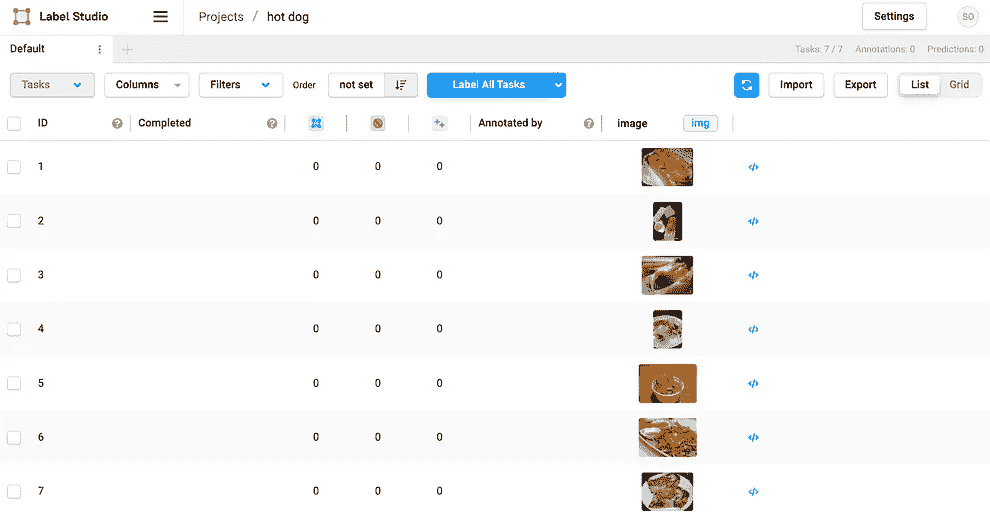 Label Studio Projects / hot dog Settings SO
Default Tasks: 7 / 7 Annotations: 0 Predictions: 0
Tasks Columns Filters Order not set Label All Tasks Import Export List Grid
ID Completed Annotated by image img
1 0 0 0
2 0 0 0
3 0 0 0
4 0 0 0
5 0 0 0
6 0 0 0
7 0 0 0